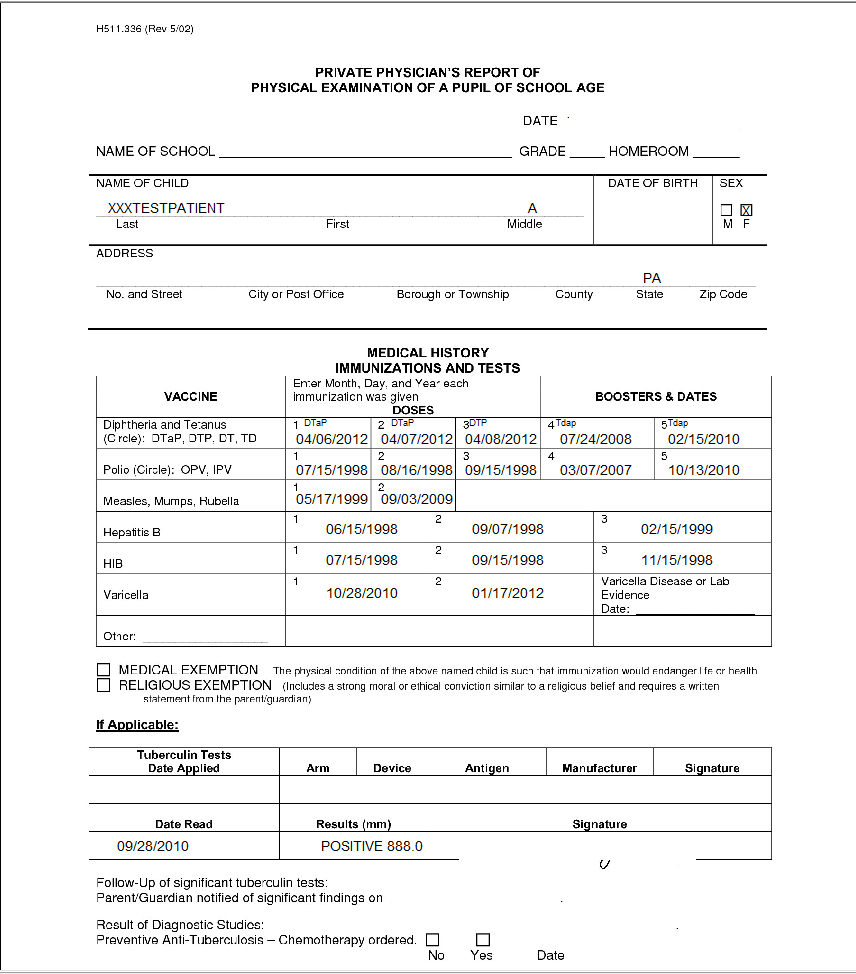 H511.336 (Rev 5/02)
PRIVATE PHYSICIAN'S REPORT OF
PHYSICAL EXAMINATION OF A PUPIL OF SCHOOL AGE
DATE
NAME OF SCHOOL GRADE HOMEROOM
NAME OF CHILD DATE OF BIRTH SEX
XXXTESTPATIENT A X
Last First Middle M F
ADDRESS
PA
No. and Street City or Post Office Borough or Township County State Zip Code
MEDICAL HISTORY
IMMUNIZATIONS AND TESTS
VACCINE Enter Month, Day, and Year each
immunization was given
DOSES BOOSTERS & DATES
Diphtheria and Tetanus 1 DTaP 2 DTaP 3 DTP 4 Tdap 5 Tdap
(Circle): DTaP, DTP, DT, TD 04/06/2012 04/07/2012 04/08/2012 07/24/2008 02/15/2010
1 2 3 4 5
Polio (Circle): OPV, IPV 07/15/1998 08/16/1998 09/15/1998 03/07/2007 10/13/2010
1 2
Measles, Mumps, Rubella 05/17/1999 09/03/2009
1 2 3
Hepatitis B 06/15/1998 09/07/1998 02/15/1999
1 2 3
HIB 07/15/1998 09/15/1998 11/15/1998
1 2 Varicella Disease or Lab
Varicella 10/28/2010 01/17/2012 Evidence
Date:
Other:
MEDICAL EXEMPTION The physical condition of the above named child is such that immunization would endanger life or health
RELIGIOUS EXEMPTION (Includes a strong moral or ethical conviction similar to a religious belief and requires a written
statement from the parent/guardian)
If Applicable:
Tuberculin Tests
Date Applied Arm Device Antigen Manufacturer Signature
Date Read Results (mm) Signature
09/28/2010 POSITIVE 888.0
Follow-Up of significant tuberculin tests:
Parent/Guardian notified of significant findings on .
Result of Diagnostic Studies: .
Preventive Anti-Tuberculosis – Chemotherapy ordered.
No Yes Date